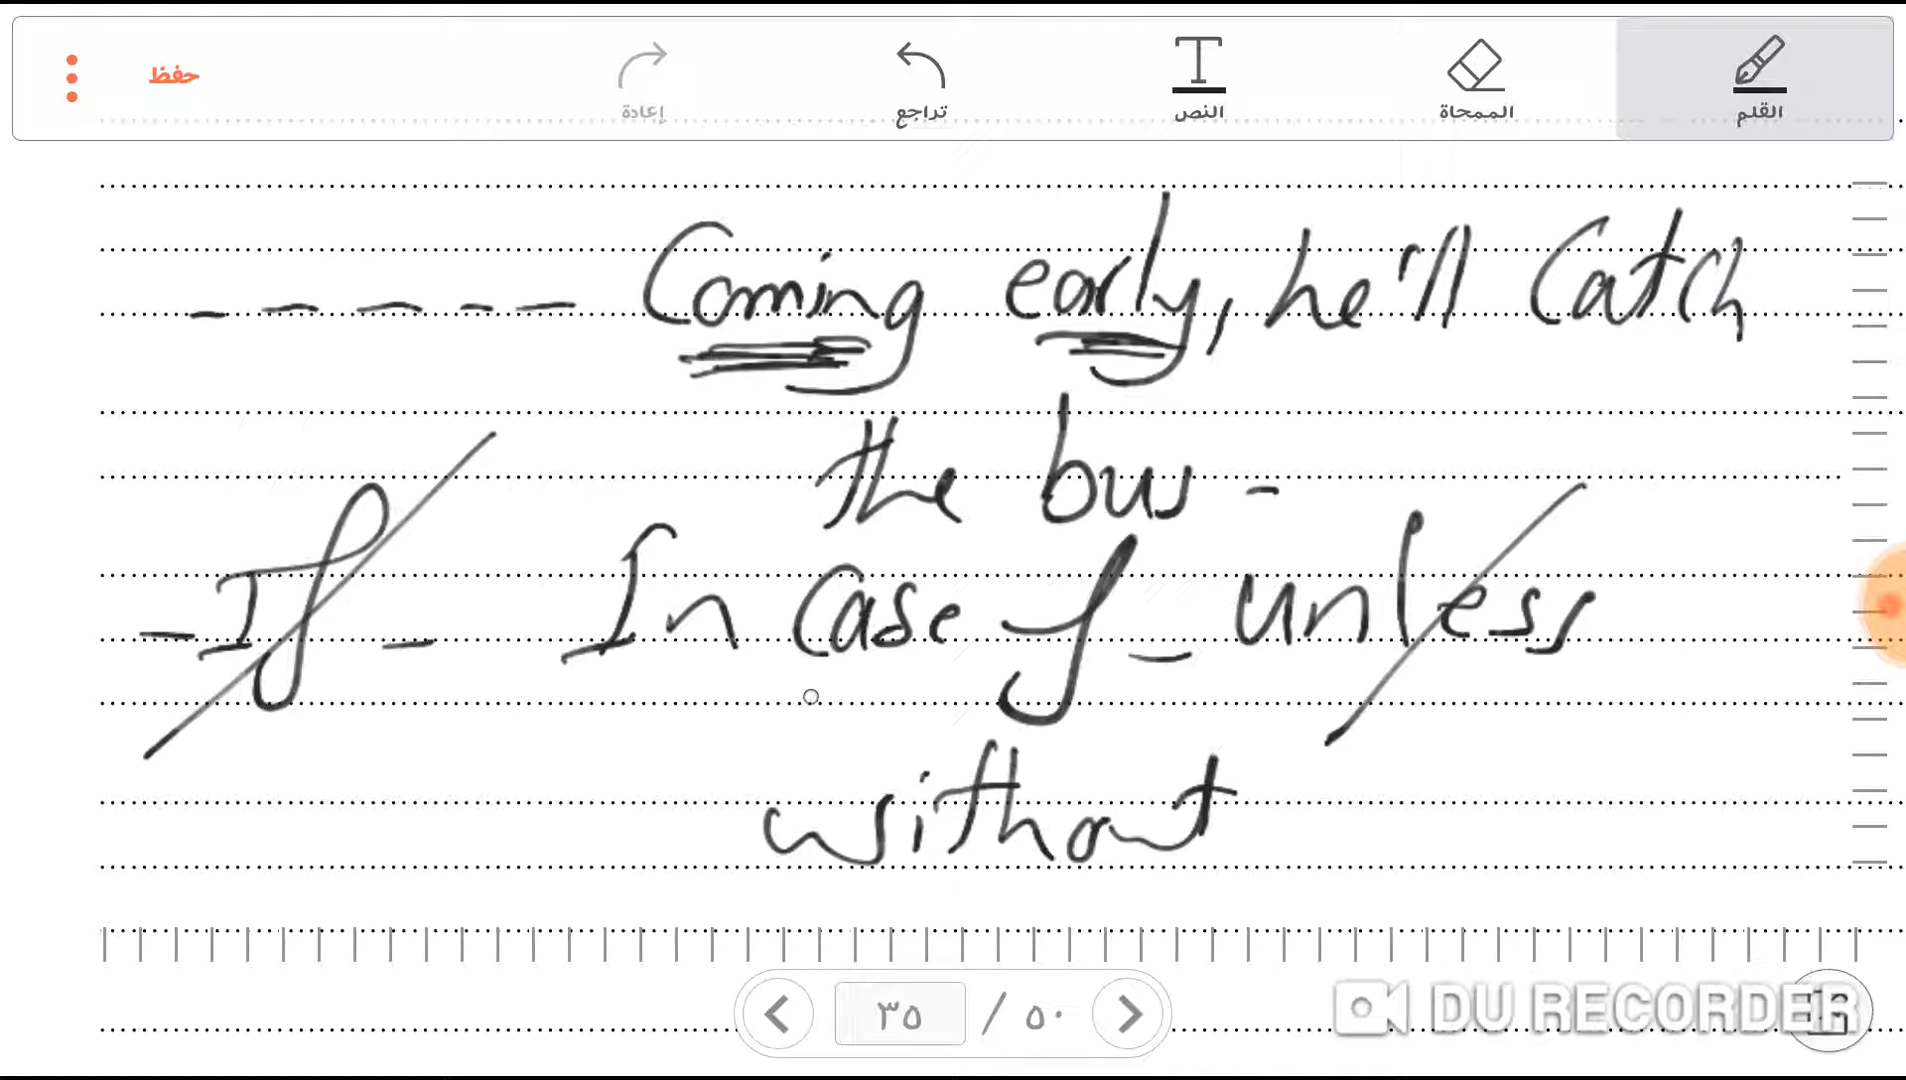 حفظ إعادة تراجع النص الممحاة القلم
----- Coming early, he'll Catch
the bus -
- If - In Case of - unless
without
٣٥ / ٥٠
DU RECORDER